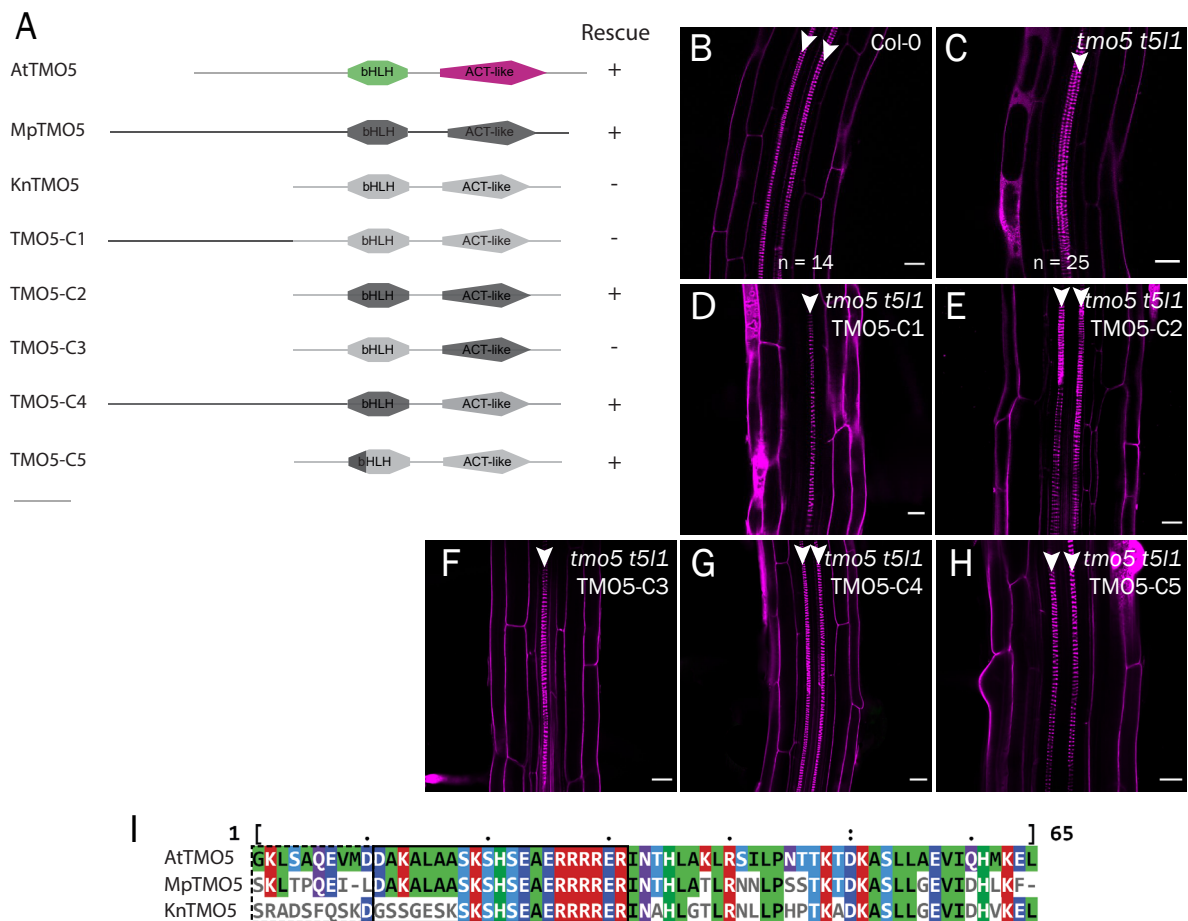 A
Rescue
AtTMO5 bHLH ACT-like +
MpTMO5 bHLH ACT-like +
KnTMO5 bHLH ACT-like -
TMO5-C1 bHLH ACT-like -
TMO5-C2 bHLH ACT-like +
TMO5-C3 bHLH ACT-like -
TMO5-C4 bHLH ACT-like +
TMO5-C5 bHLH ACT-like +
B Col-0
n = 14
C tmo5 t5l1
n = 25
D tmo5 t5l1
TMO5-C1
E tmo5 t5l1
TMO5-C2
F tmo5 t5l1
TMO5-C3
G tmo5 t5l1
TMO5-C4
H tmo5 t5l1
TMO5-C5
I 1 [ . . . . : . ] 65
AtTMO5 GKLSAQEVMDDAKALAASKSHSEAERRRRERINTHLAKLRSILPNTTKTDKASLLAEVIQHMKEL
MpTMO5 SKLTPQEI-LDAKALAASKSHSEAERRRRERINTHLATLRNNLPSSTKTDKASLLGEVIDHLKF-
KnTMO5 SRADSFQSKDGSSGESKSKSHSEAERRRRERINAHLGTLRNLLPHPTKADKASLLGEVIDHVKEL